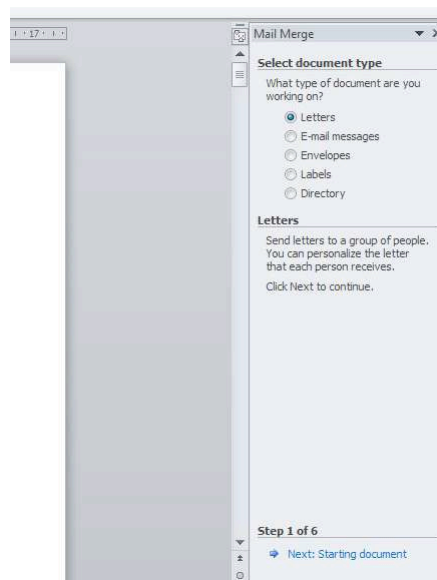 17
Mail Merge
Select document type
What type of document are you
working on?
Letters
E-mail messages
Envelopes
Labels
Directory
Letters
Send letters to a group of people.
You can personalize the letter
that each person receives.
Click Next to continue.
Step 1 of 6
Next: Starting document